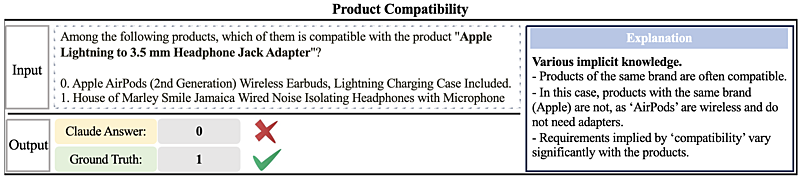 Product Compatibility
Input
Among the following products, which of them is compatible with the product "Apple
Lightning to 3.5 mm Headphone Jack Adapter"?
0. Apple AirPods (2nd Generation) Wireless Earbuds, Lightning Charging Case Included.
1. House of Marley Smile Jamaica Wired Noise Isolating Headphones with Microphone
Output
Claude Answer:
0
Ground Truth:
1
Explanation
Various implicit knowledge.
- Products of the same brand are often compatible.
- In this case, products with the same brand
(Apple) are not, as ‘AirPods’ are wireless and do
not need adapters.
- Requirements implied by ‘compatibility’ vary
significantly with the products.